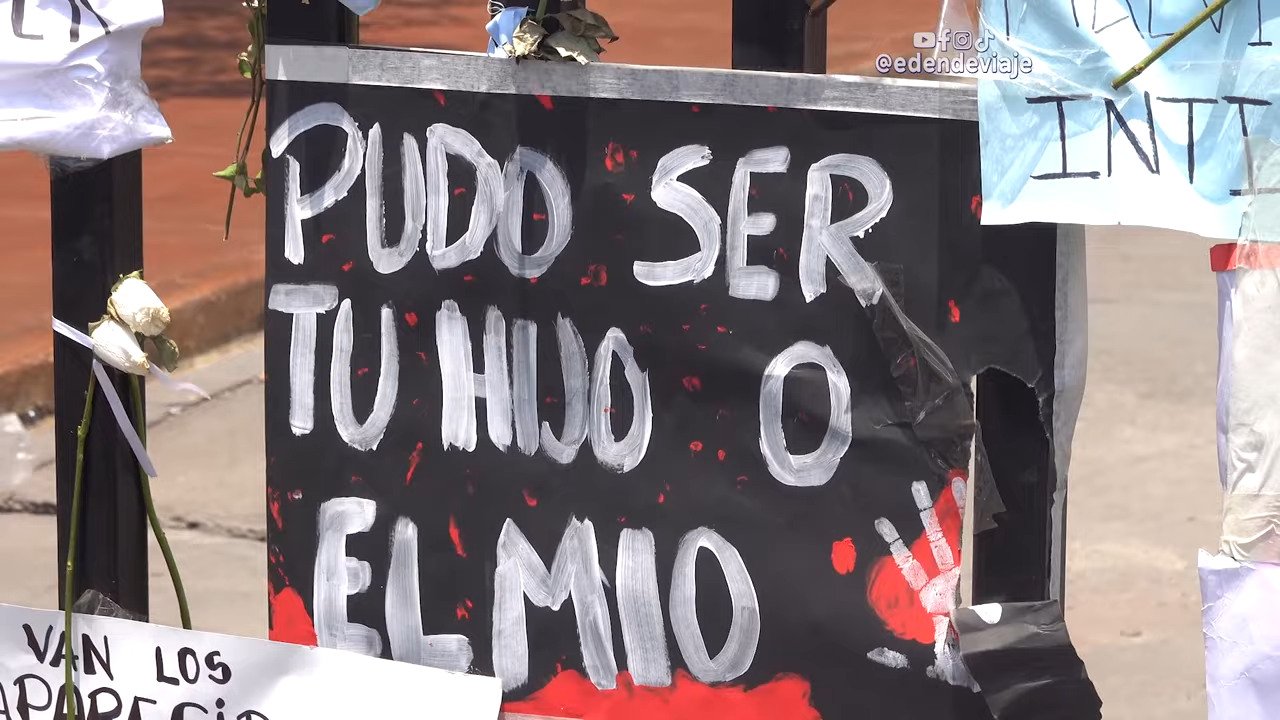 @edendeviaje
PUDO SER
TU HIJO O
EL MIO
INTI
VAN LOS